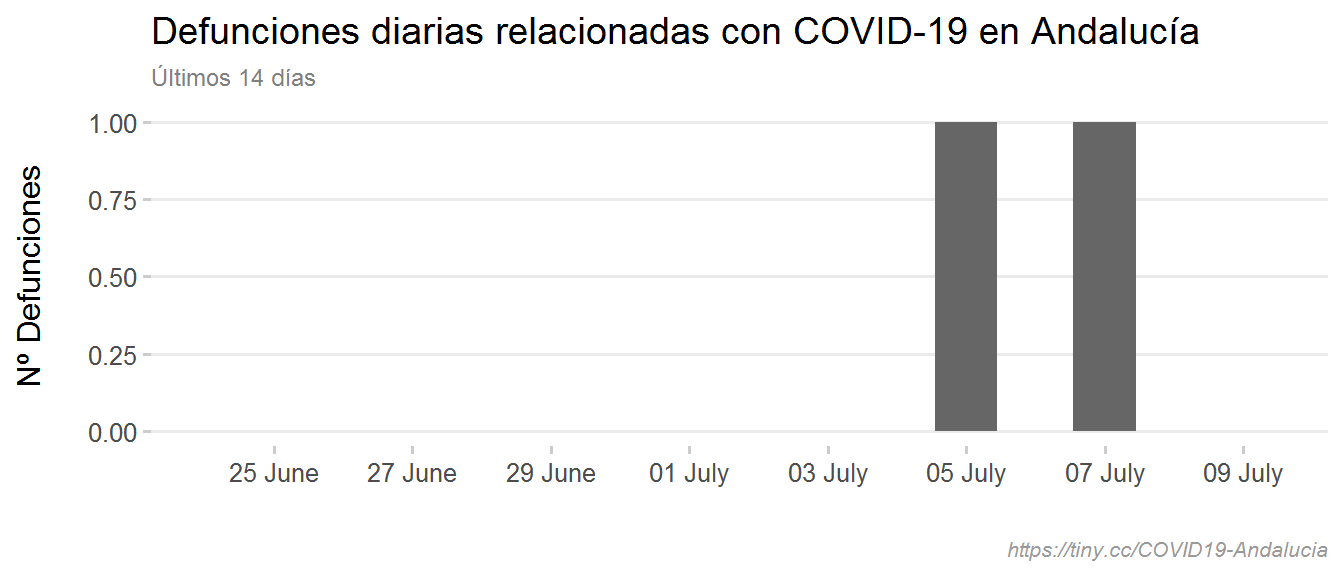 Defunciones diarias relacionadas con COVID-19 en Andalucía
Últimos 14 días
Nº Defunciones
1.00
0.75
0.50
0.25
0.00
25 June 27 June 29 June 01 July 03 July 05 July 07 July 09 July
https://tiny.cc/COVID19-Andalucia